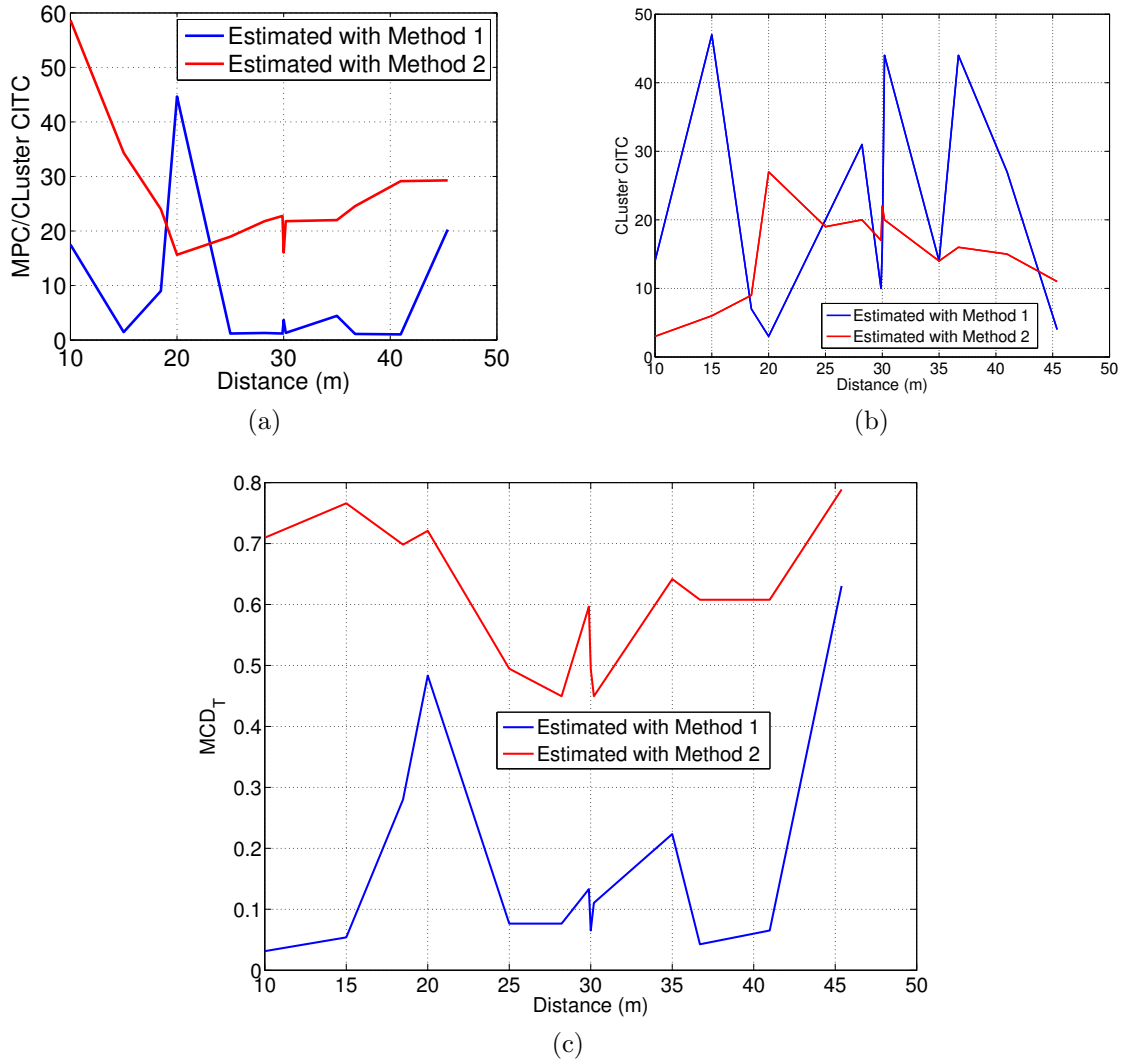 60
50
40
30
20
10
0
MPC/CLuster CITC
Estimated with Method 1
Estimated with Method 2
10 20 30 40 50
Distance (m)
(a)
50
40
30
20
10
0
CLuster CITC
Estimated with Method 1
Estimated with Method 2
10 15 20 25 30 35 40 45 50
Distance (m)
(b)
0.8
0.7
0.6
0.5
0.4
0.3
0.2
0.1
0
MCD_T
Estimated with Method 1
Estimated with Method 2
10 15 20 25 30 35 40 45 50
Distance (m)
(c)